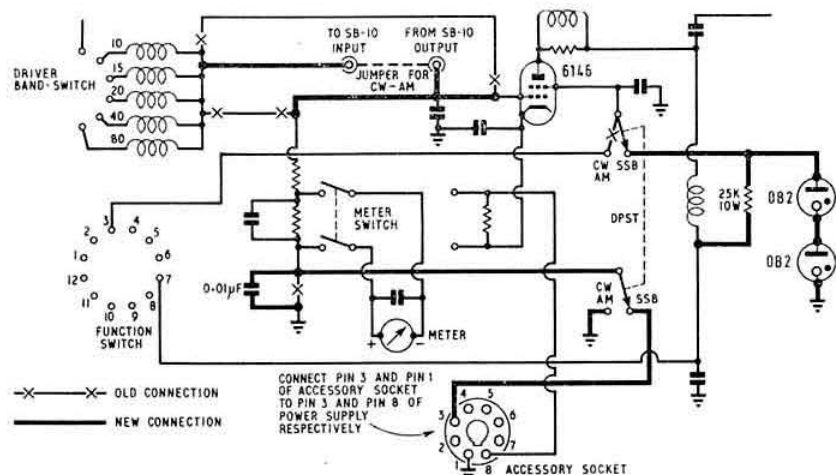 DRIVER
BAND-SWITCH
10
15
20
40
80
TO SB-10
INPUT
FROM SB-10
OUTPUT
JUMPER FOR
CW-AM
6146
CW
AM
SSB
DPST
25K
10W
OB2
OB2
METER
SWITCH
1
2
3
4
5
6
7
8
9
10
11
12
FUNCTION
SWITCH
0·01µF
+
-
METER
CW
AM
SSB
OLD CONNECTION
NEW CONNECTION
CONNECT PIN 3 AND PIN 1
OF ACCESSORY SOCKET
TO PIN 3 AND PIN 8 OF
POWER SUPPLY
RESPECTIVELY
1
2
3
4
5
6
7
8
ACCESSORY SOCKET